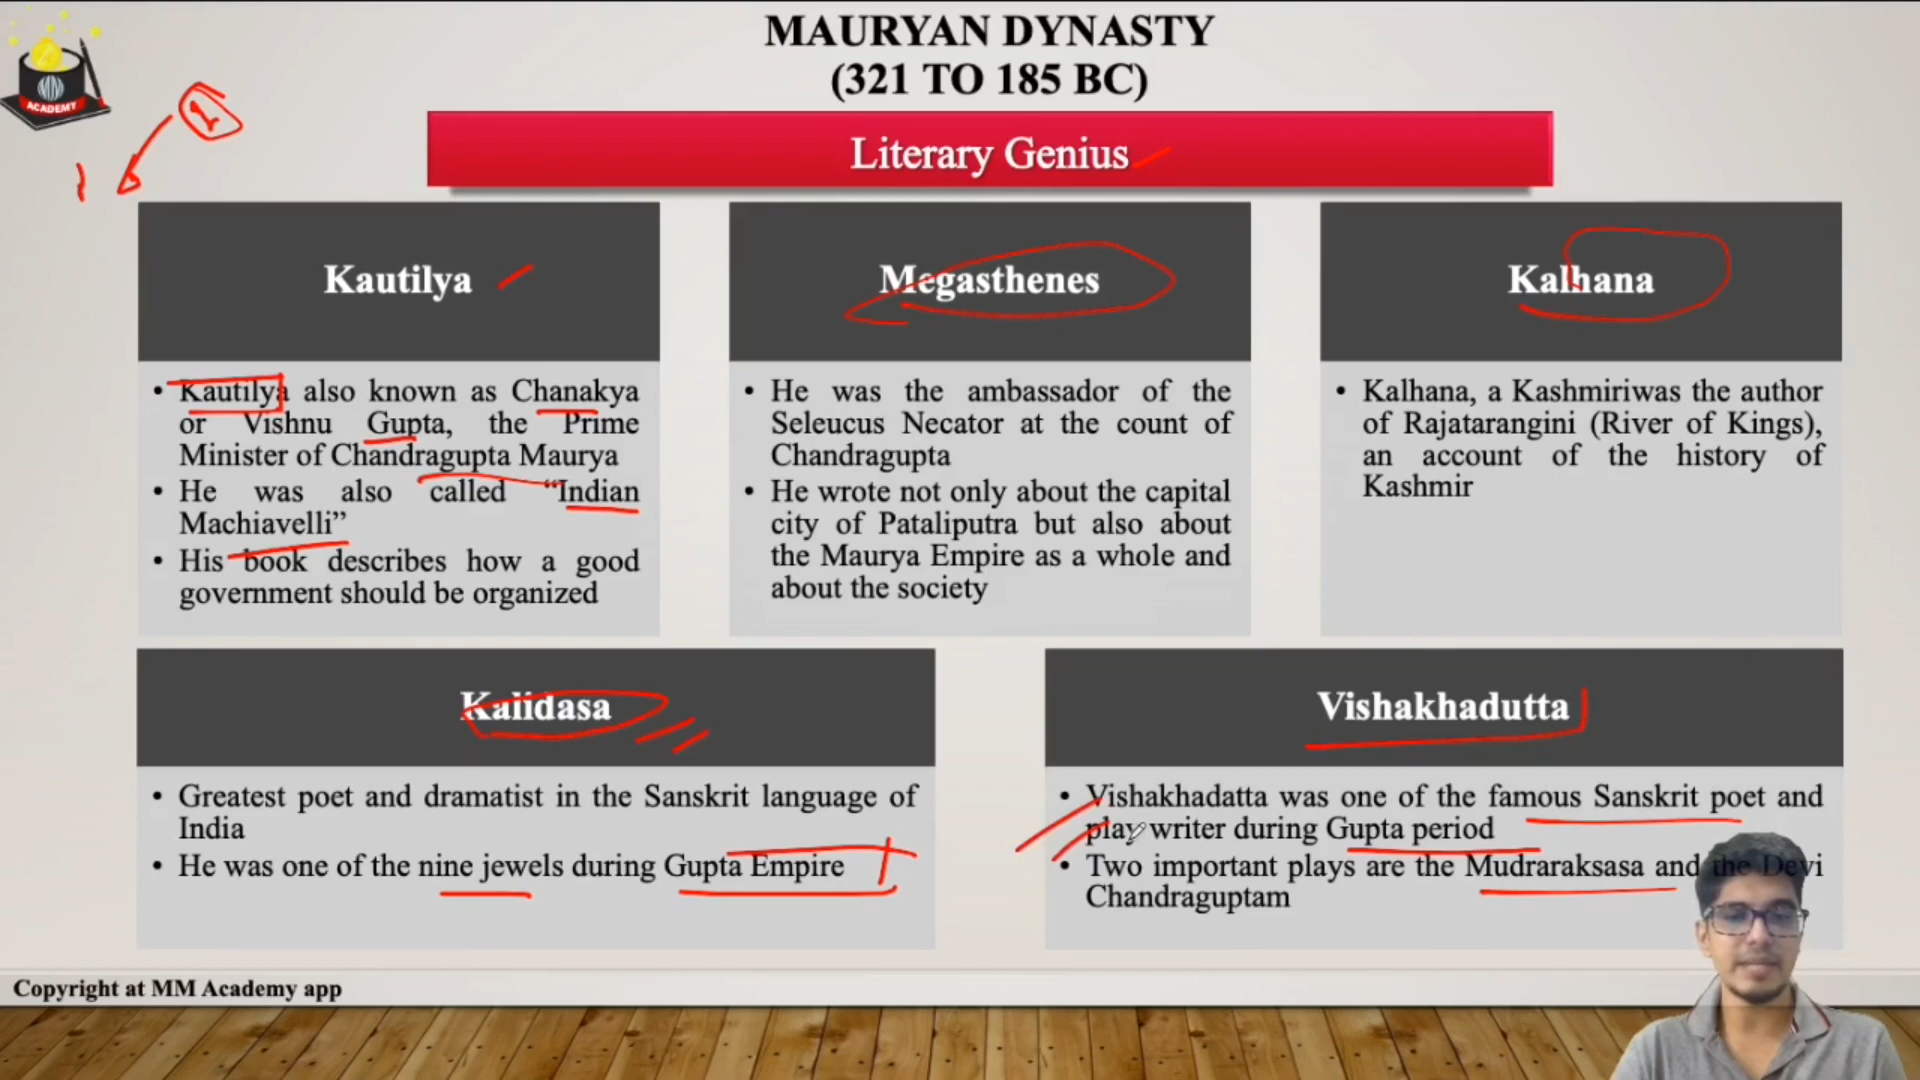 MAURYAN DYNASTY
(321 TO 185 BC)
ACADEMY
Literary Genius
Kautilya
• Kautilya also known as Chanakya
or Vishnu Gupta, the Prime
Minister of Chandragupta Maurya
• He was also called “Indian
Machiavelli”
• His book describes how a good
government should be organized
Megasthenes
• He was the ambassador of the
Seleucus Necator at the count of
Chandragupta
• He wrote not only about the capital
city of Pataliputra but also about
the Maurya Empire as a whole and
about the society
Kalhana
• Kalhana, a Kashmiriwas the author
of Rajatarangini (River of Kings),
an account of the history of
Kashmir
Kalidasa
• Greatest poet and dramatist in the Sanskrit language of
India
• He was one of the nine jewels during Gupta Empire
Vishakhadutta
• Vishakhadatta was one of the famous Sanskrit poet and
play writer during Gupta period
• Two important plays are the Mudraraksasa and the Devi
Chandraguptam
Copyright at MM Academy app